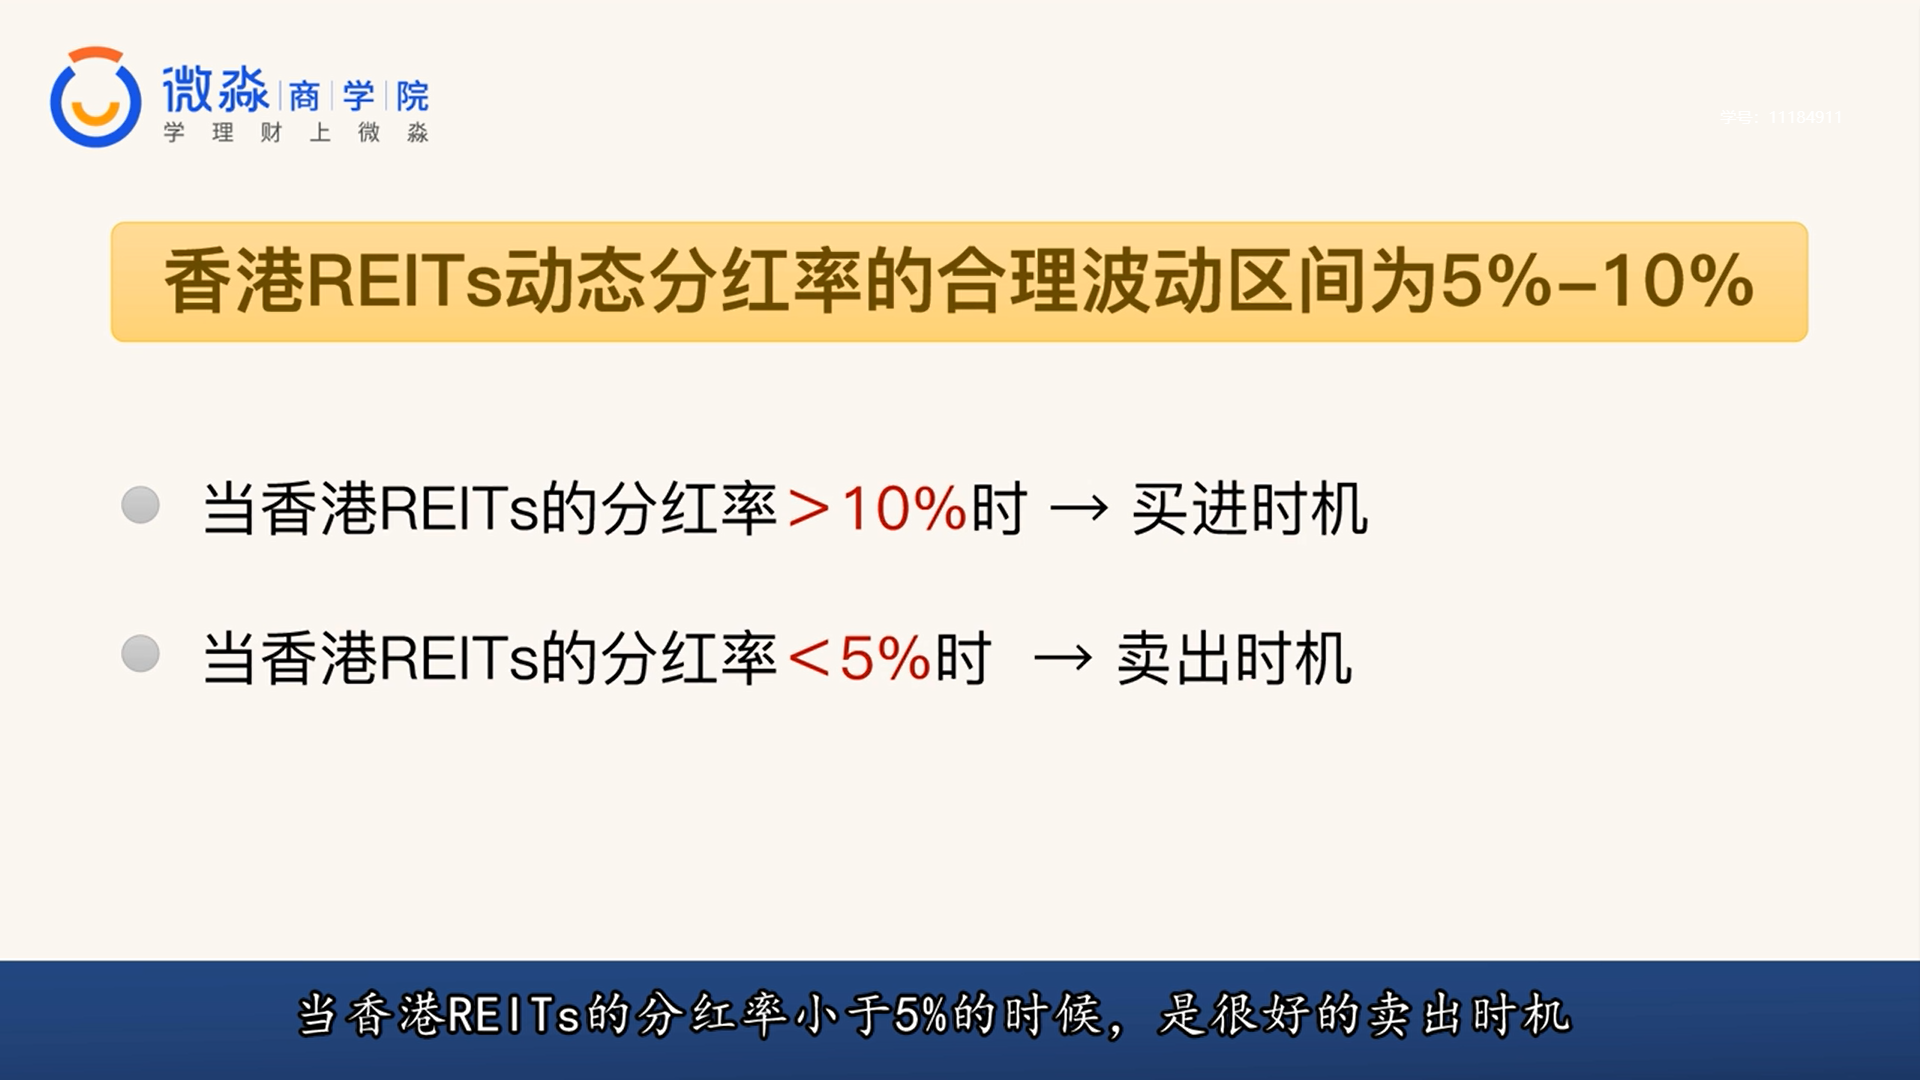 微淼|商|学|院
学理财上微淼
学号：11184911
香港REITs动态分红率的合理波动区间为5%-10%
当香港REITs的分红率>10%时 → 买进时机
当香港REITs的分红率<5%时 → 卖出时机
当香港REITs的分红率小于5%的时候，是很好的卖出时机